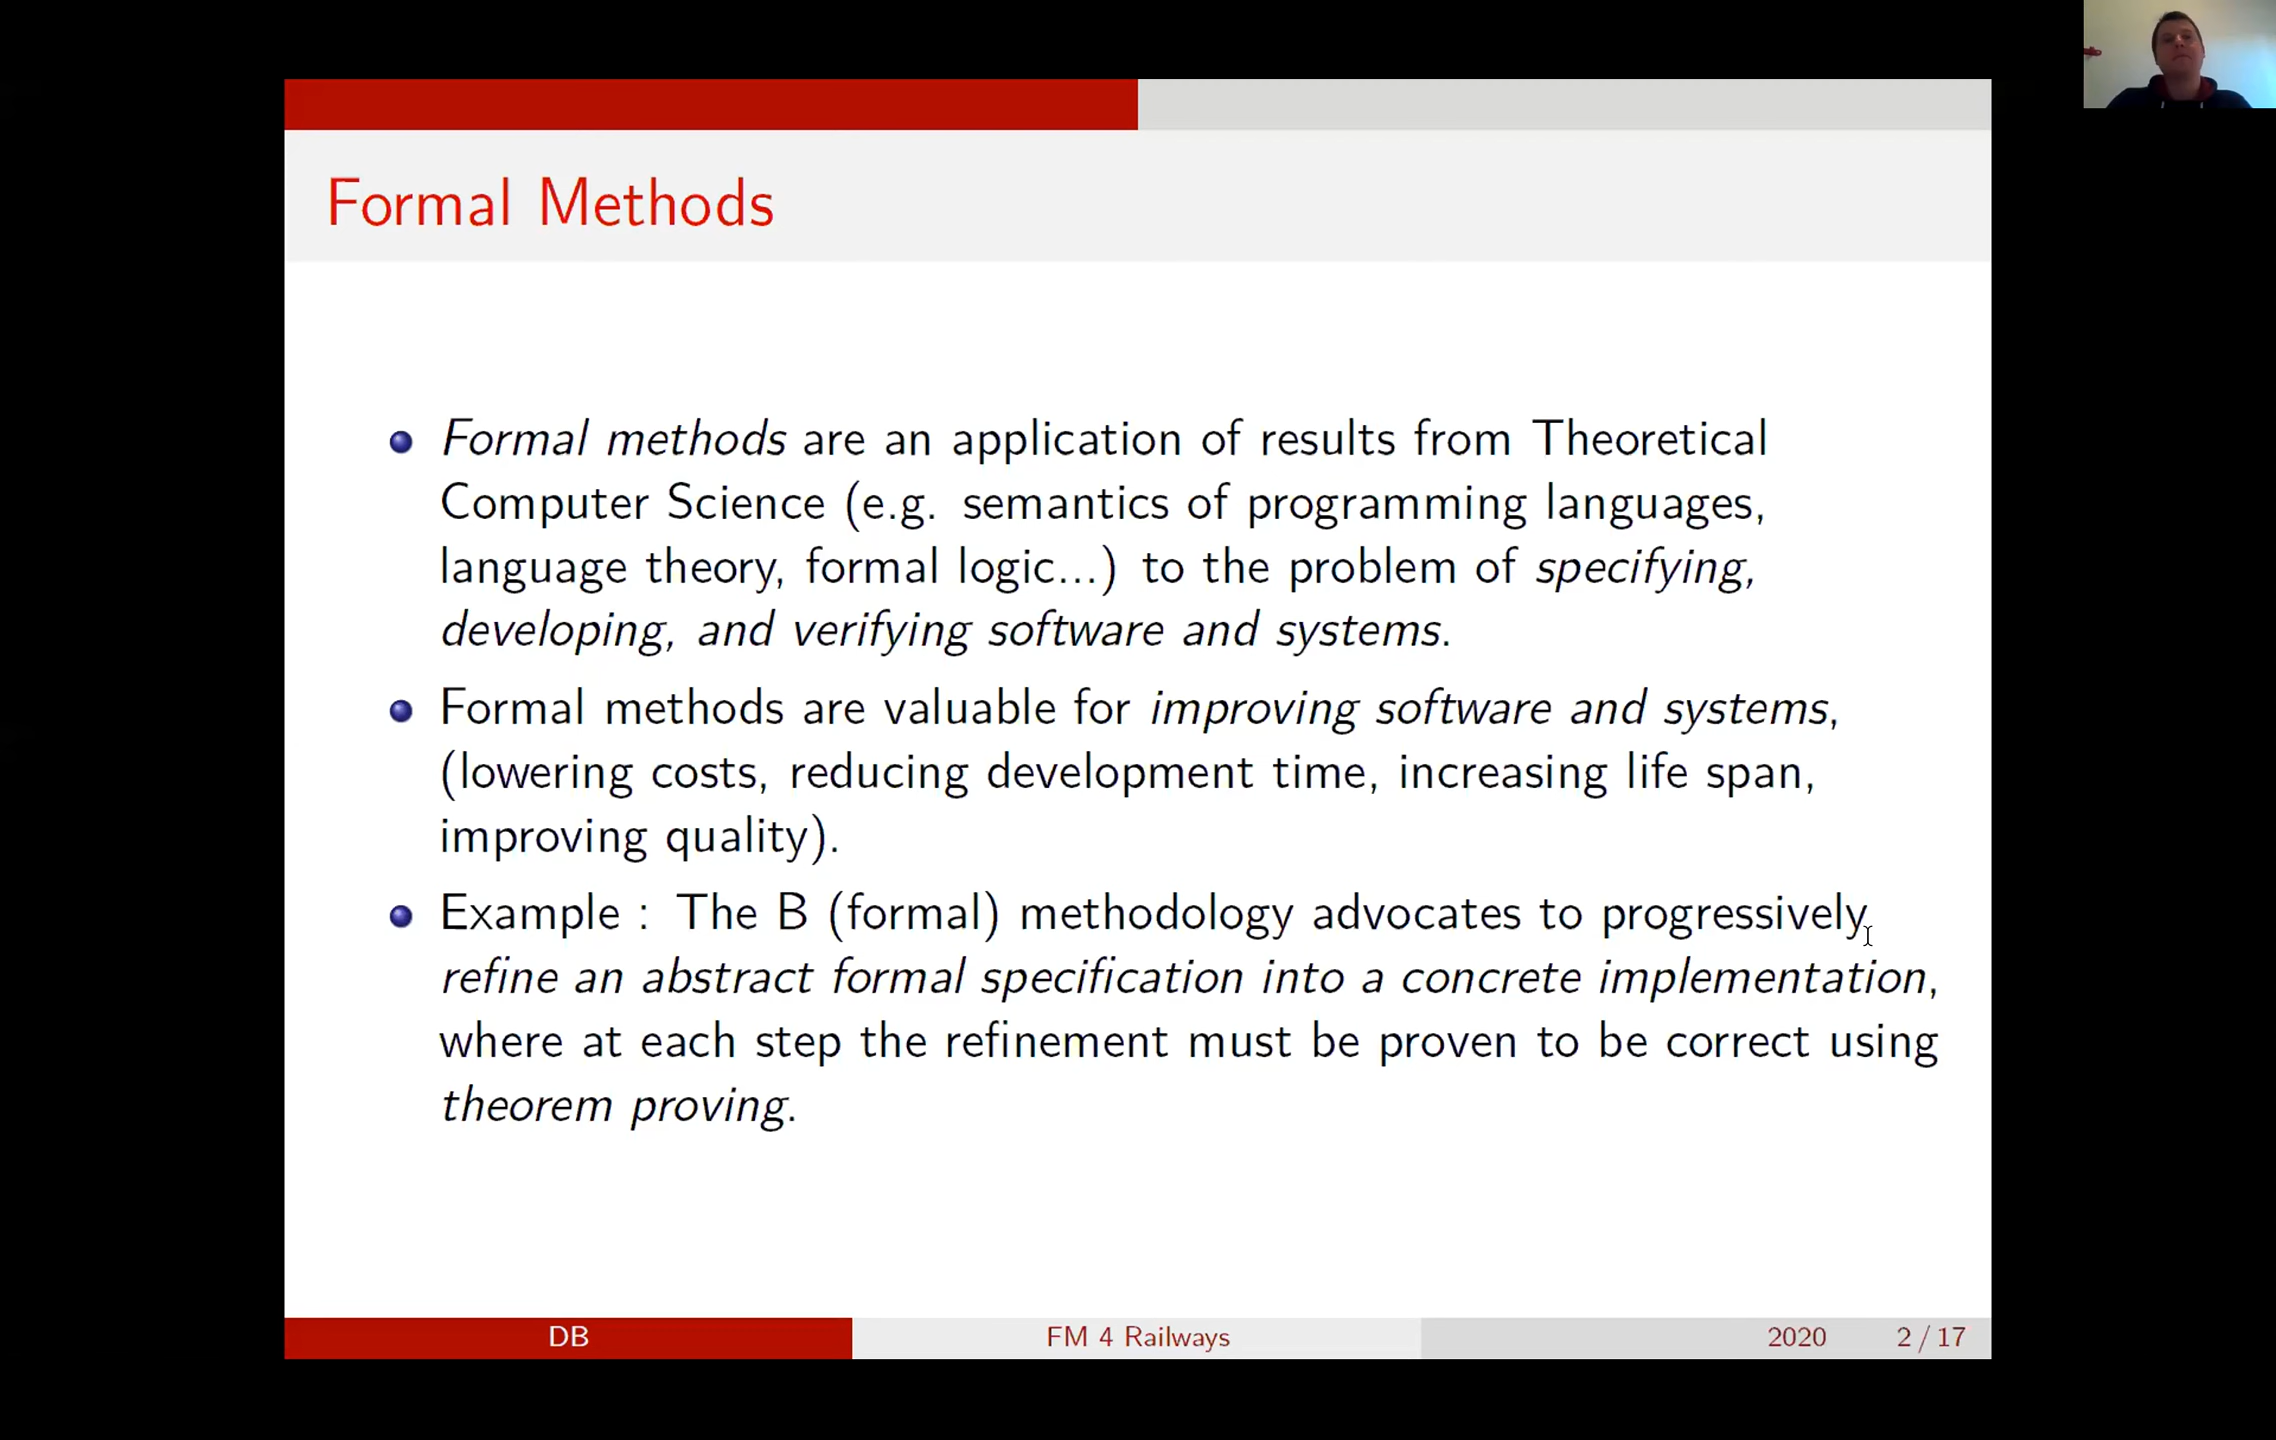 Formal Methods
Formal methods are an application of results from Theoretical
Computer Science (e.g. semantics of programming languages,
language theory, formal logic...) to the problem of specifying,
developing, and verifying software and systems.
Formal methods are valuable for improving software and systems,
(lowering costs, reducing development time, increasing life span,
improving quality).
Example : The B (formal) methodology advocates to progressively
refine an abstract formal specification into a concrete implementation,
where at each step the refinement must be proven to be correct using
theorem proving.
DB FM 4 Railways 2020 2 / 17